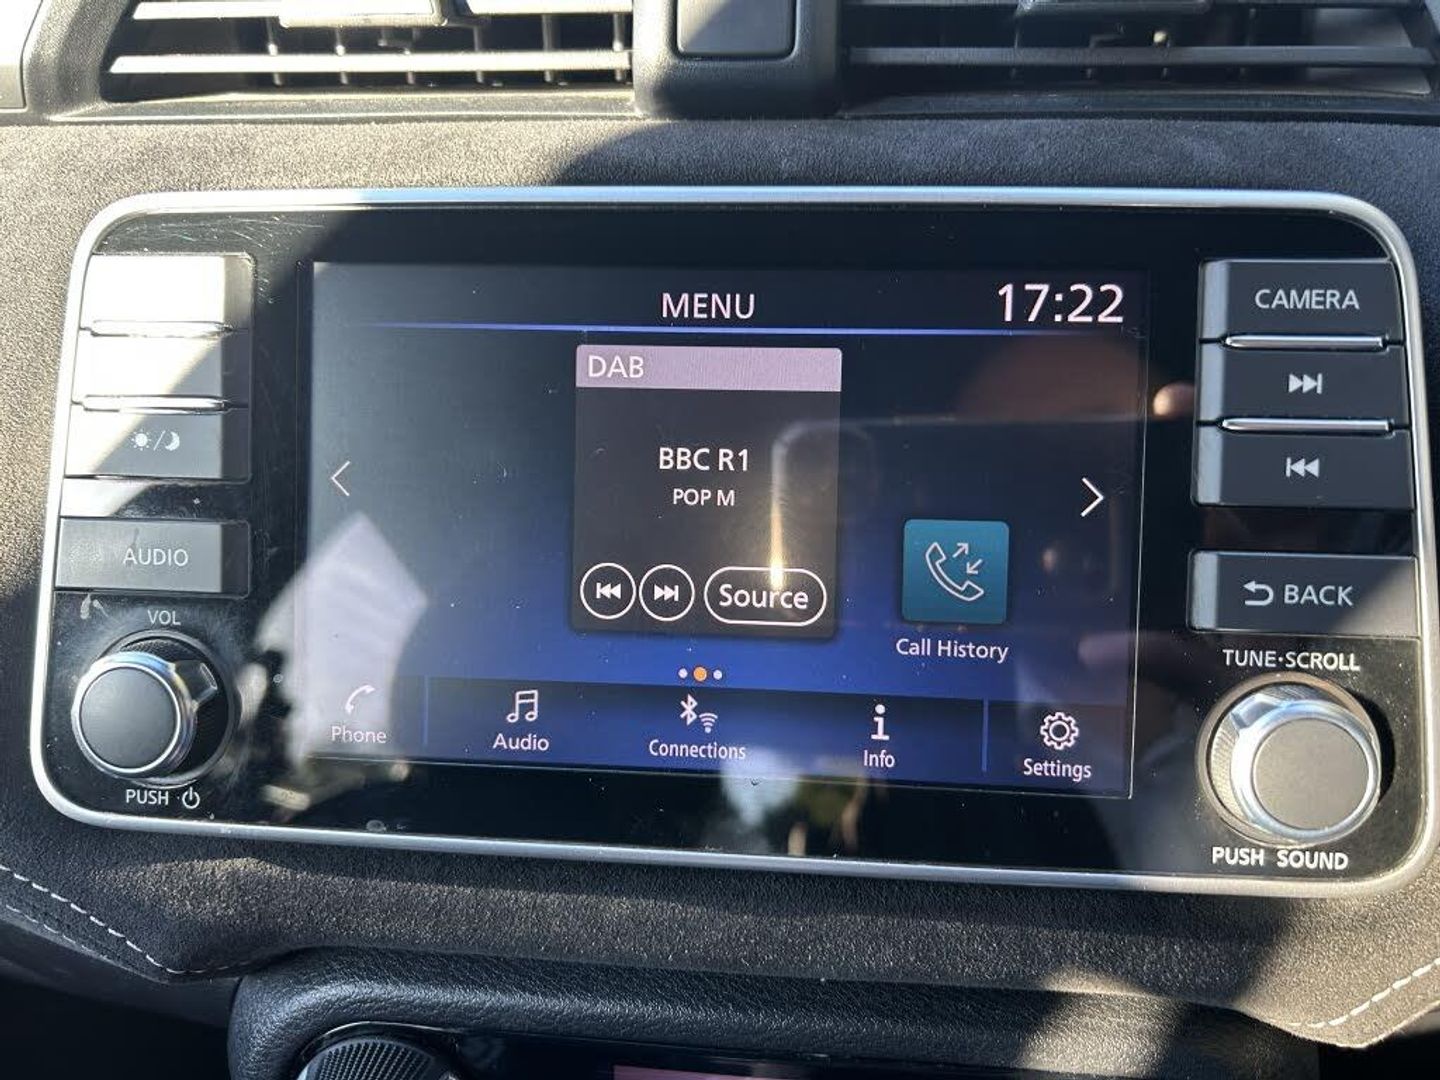 MENU 17:22
DAB
BBC R1
POP M
Source
Call History
Phone Audio Connections Info Settings
AUDIO
VOL
PUSH
CAMERA
BACK
TUNE·SCROLL
PUSH SOUND